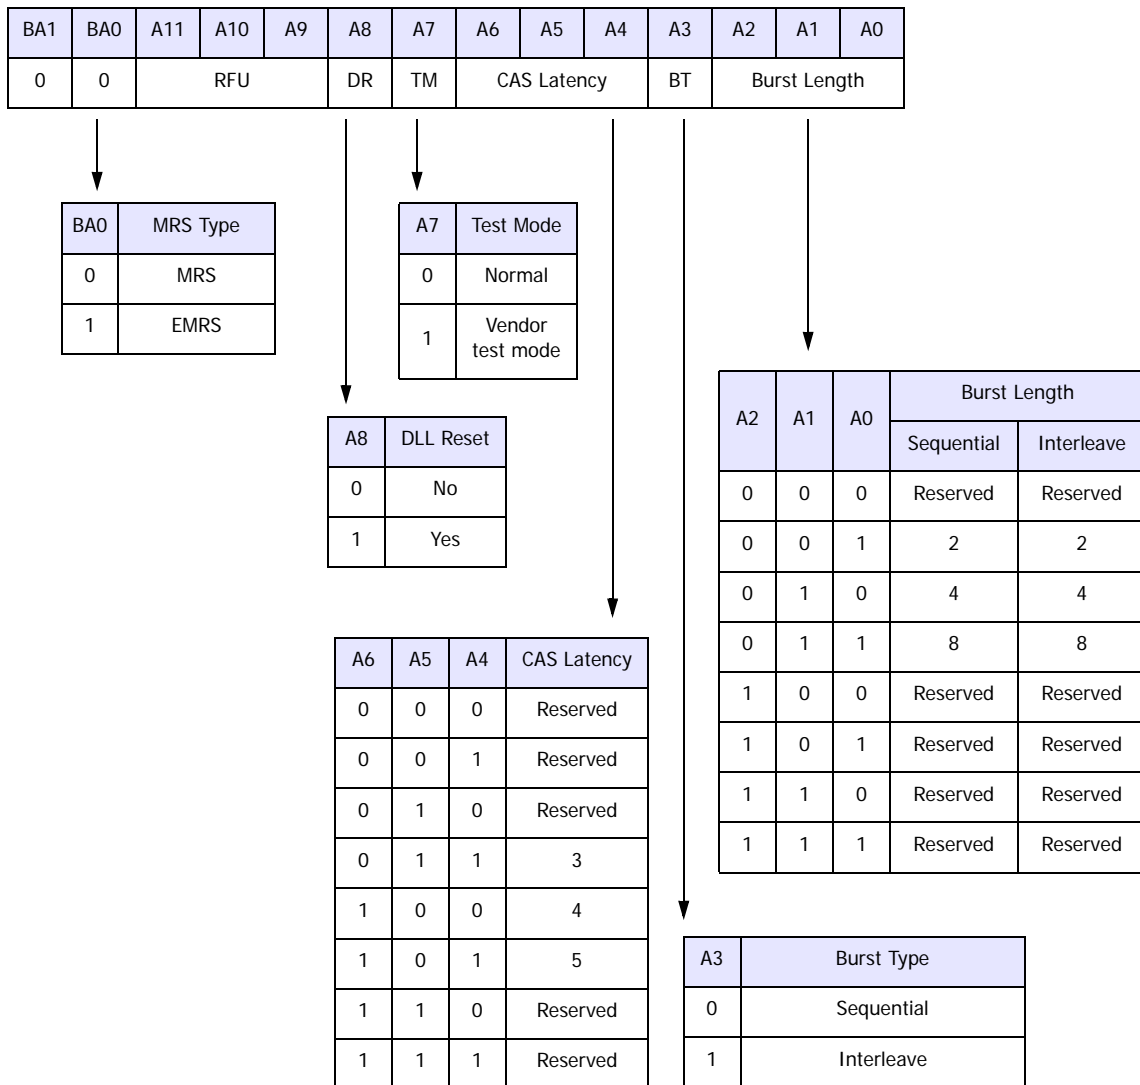 BA1 BA0 A11 A10 A9 A8 A7 A6 A5 A4 A3 A2 A1 A0
0 0 RFU DR TM CAS Latency BT Burst Length
BA0 MRS Type
0 MRS
1 EMRS
A7 Test Mode
0 Normal
1 Vendor
test mode
A8 DLL Reset
0 No
1 Yes
A2 A1 A0 Burst Length
Sequential Interleave
0 0 0 Reserved Reserved
0 0 1 2 2
0 1 0 4 4
0 1 1 8 8
1 0 0 Reserved Reserved
1 0 1 Reserved Reserved
1 1 0 Reserved Reserved
1 1 1 Reserved Reserved
A6 A5 A4 CAS Latency
0 0 0 Reserved
0 0 1 Reserved
0 1 0 Reserved
0 1 1 3
1 0 0 4
1 0 1 5
1 1 0 Reserved
1 1 1 Reserved
A3 Burst Type
0 Sequential
1 Interleave